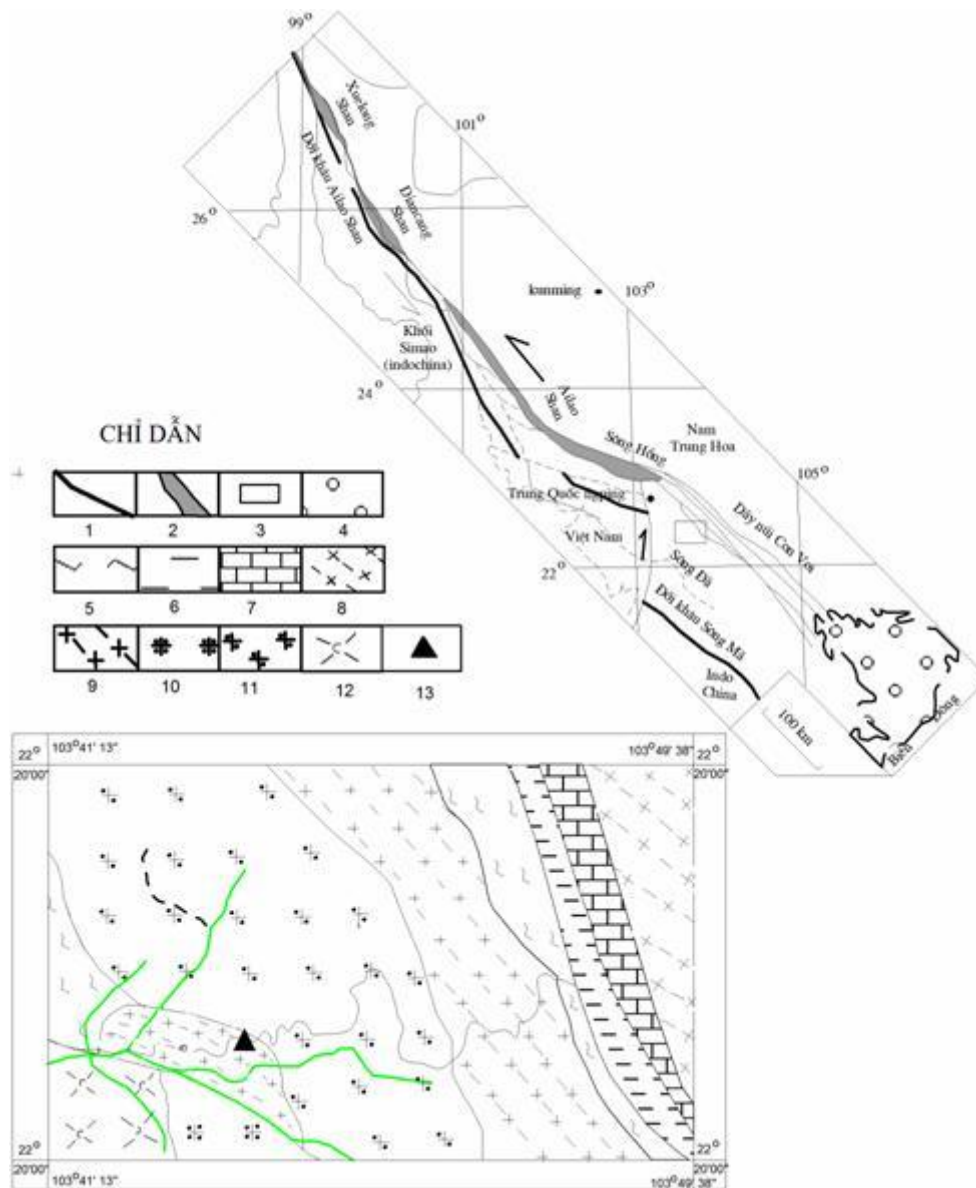 99°
Xuelong
Shan
101°
Đới khâu Ailao Shan
Diancang
Shan
26°
kunming
103°
Khối
Simao
(indochina)
24°
Ailao
Shan
Nam
Trung Hoa
Sông Hồng
105°
Trung Quốc
Dãy núi Con Voi
Việt Nam
22°
Sông Đà
Đới khâu Sông Mã
Indo
China
100 km
Biển Đông
CHỈ DẪN
1 2 3 4
5 6 7 8
9 10 11 12 13
22° 103°41' 13" 103°49' 38" 22°
20'00" 20'00"
22° 22°
20'00" 20'00"
103°41' 13" 103°49' 38"